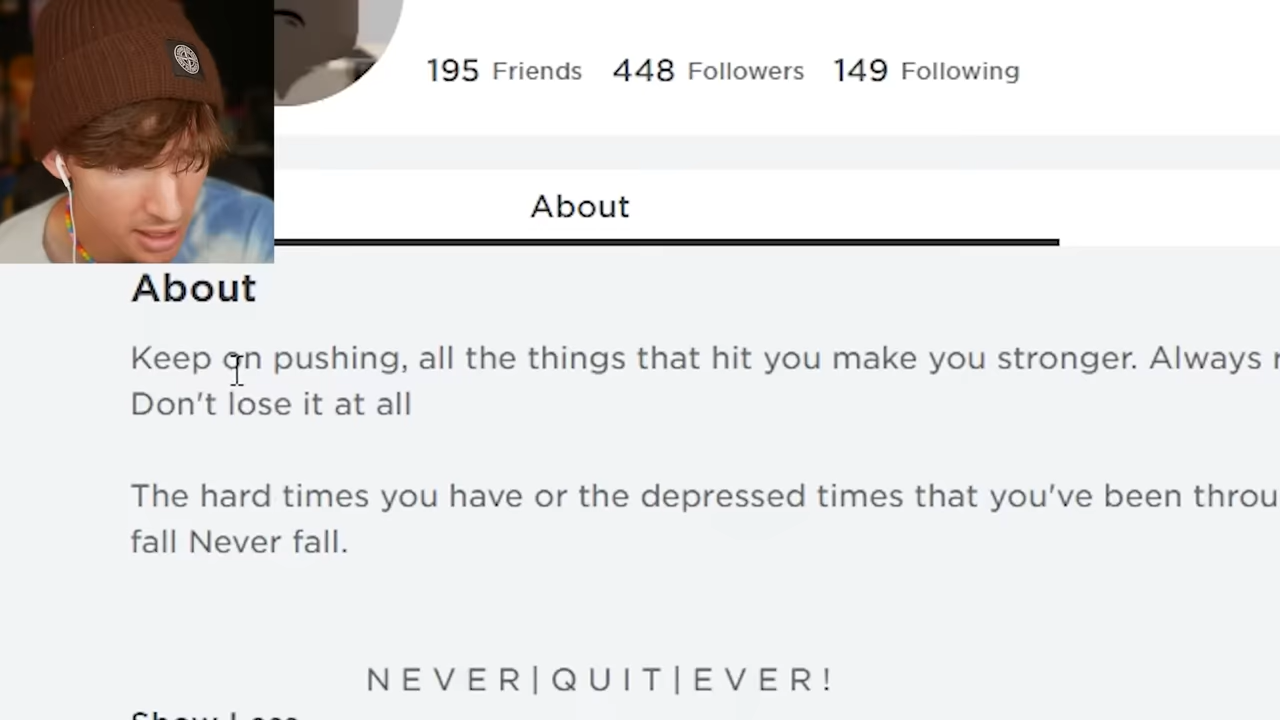 195 Friends 448 Followers 149 Following
About
About
Keep on pushing, all the things that hit you make you stronger. Always
Don't lose it at all
The hard times you have or the depressed times that you've been
fall Never fall.
N E V E R | Q U I T | E V E R !